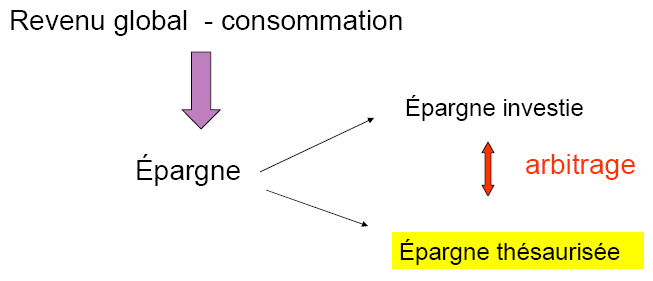 Revenu global - consommation
Épargne investie
Épargne
arbitrage
Épargne thésaurisée